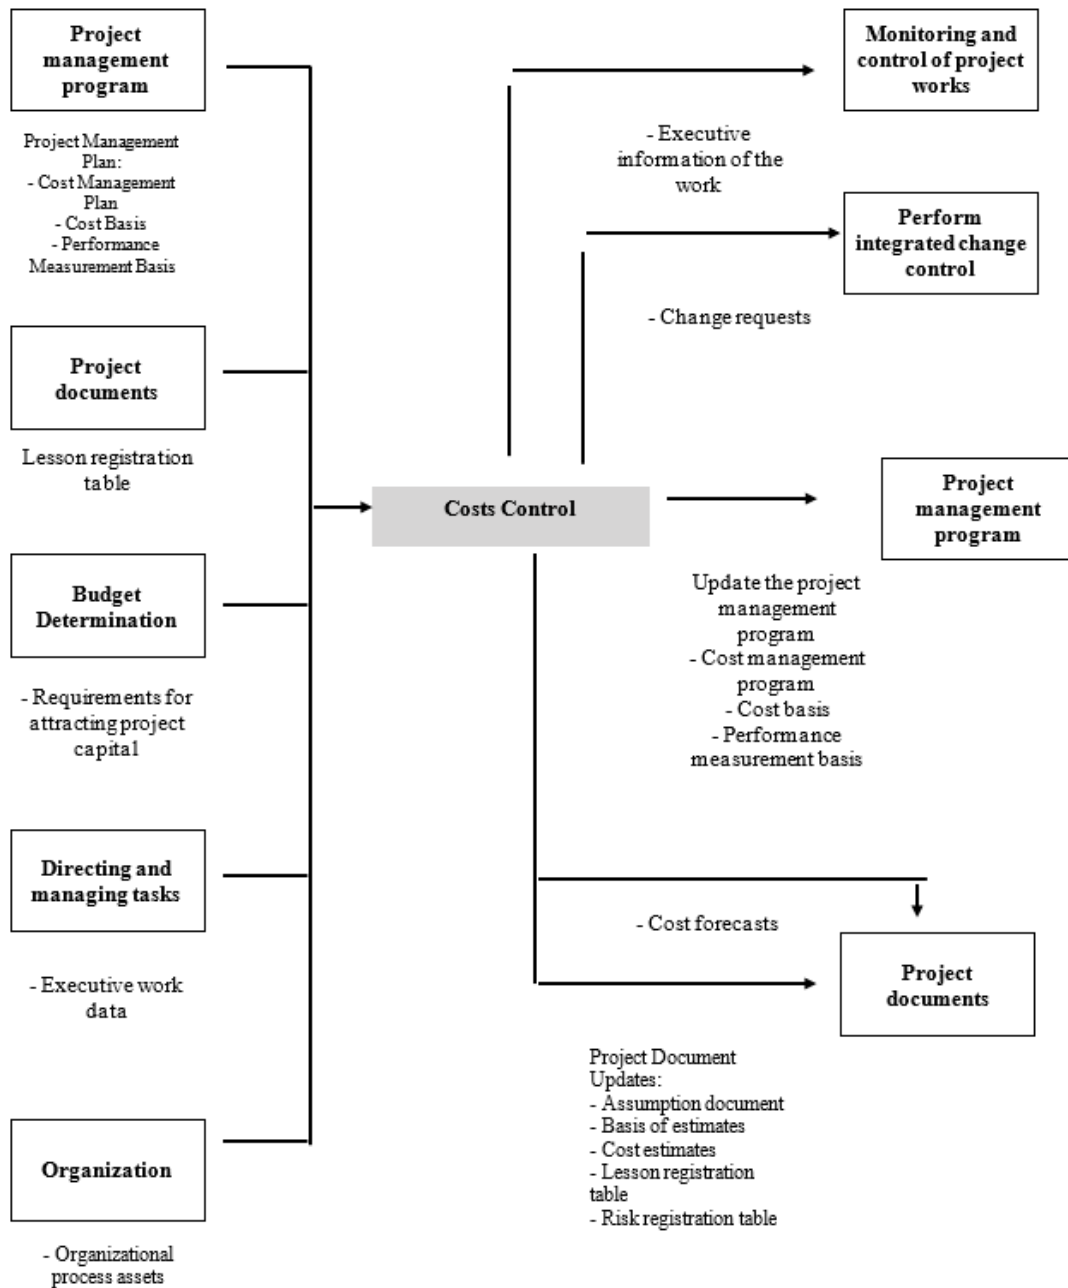 Project
management
program
Project Management
Plan:
- Cost Management
Plan
- Cost Basis
- Performance
Measurement Basis
Project
documents
Lesson registration
table
Budget
Determination
- Requirements for
attracting project
capital
Directing and
managing tasks
- Executive work
data
Organization
- Organizational
process assets
Costs Control
Monitoring and
control of project
works
- Executive
information of the
work
Perform
integrated change
control
- Change requests
Project
management
program
Update the project
management
program
- Cost management
program
- Cost basis
- Performance
measurement basis
- Cost forecasts
Project
documents
Project Document
Updates:
- Assumption document
- Basis of estimates
- Cost estimates
- Lesson registration
table
- Risk registration table